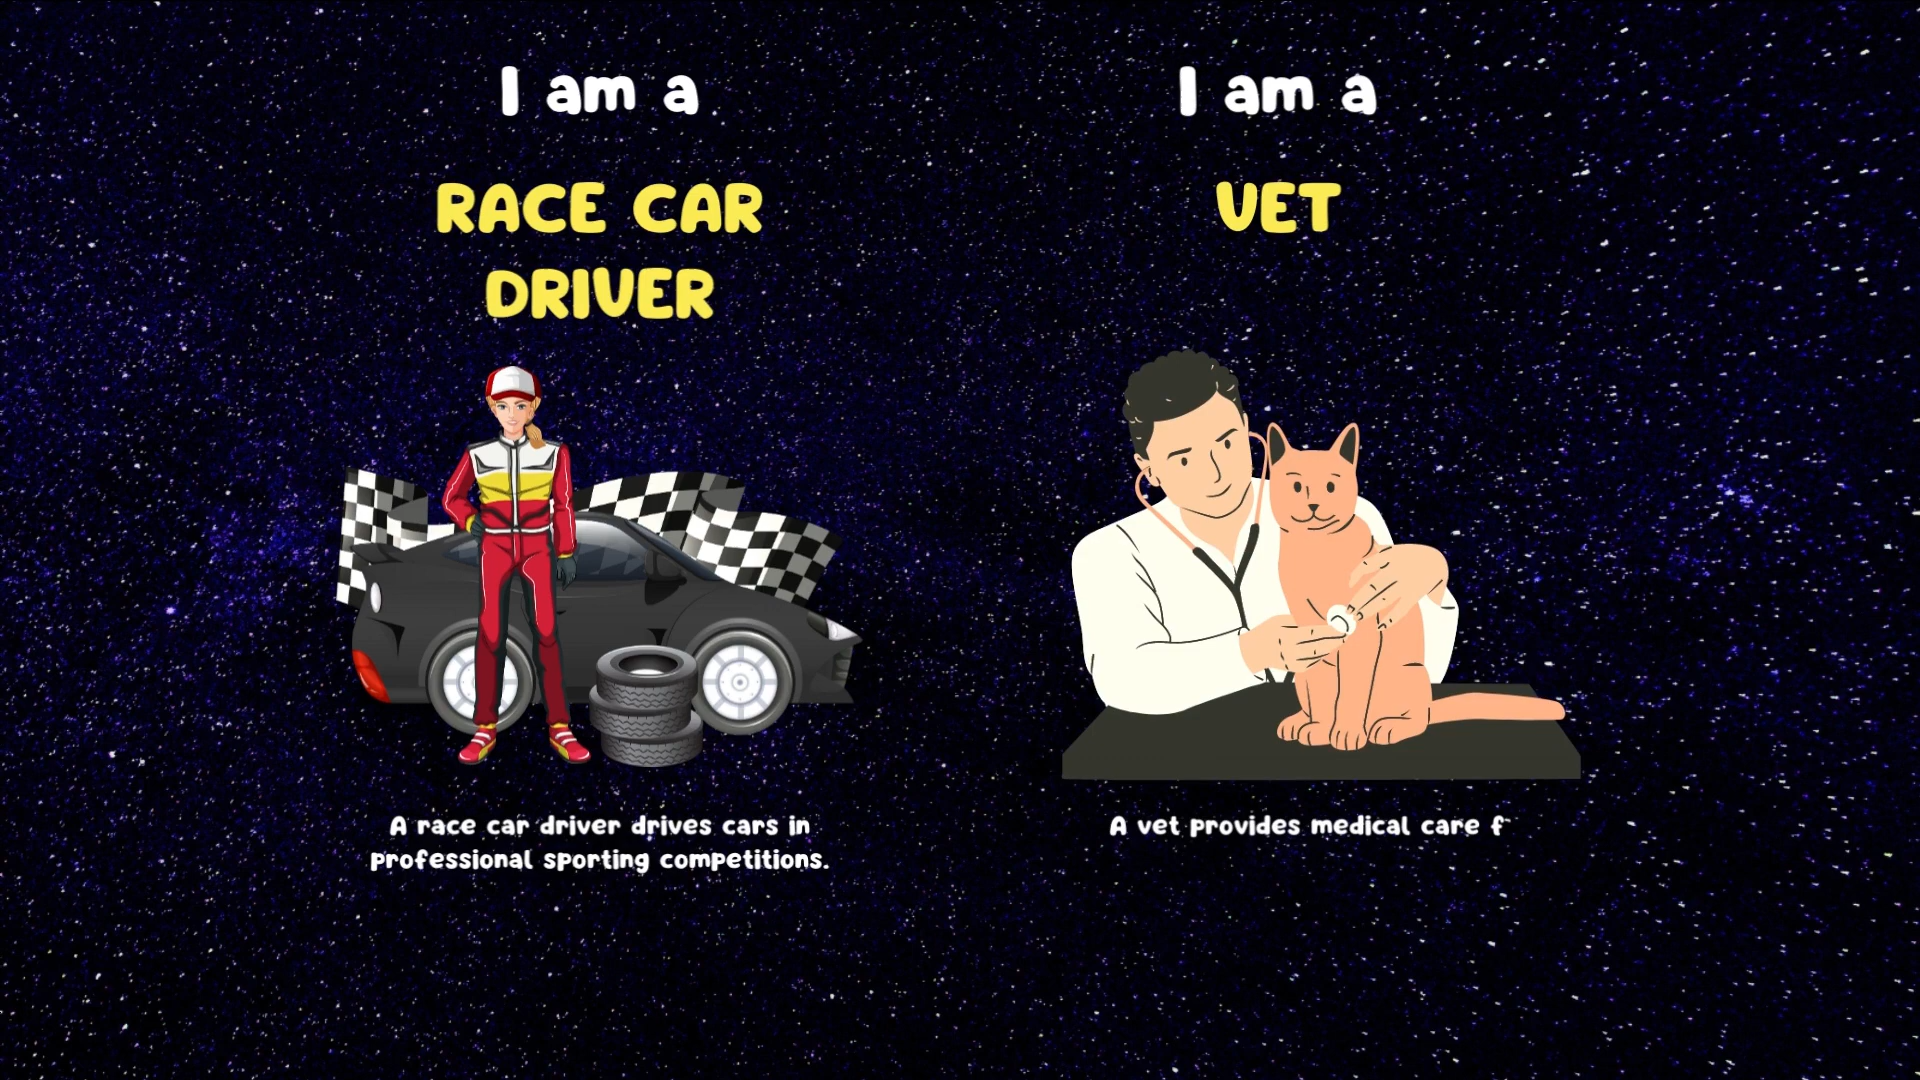 I am a
RACE CAR
DRIVER
A race car driver drives cars in
professional sporting competitions.
I am a
VET
A vet provides medical care f